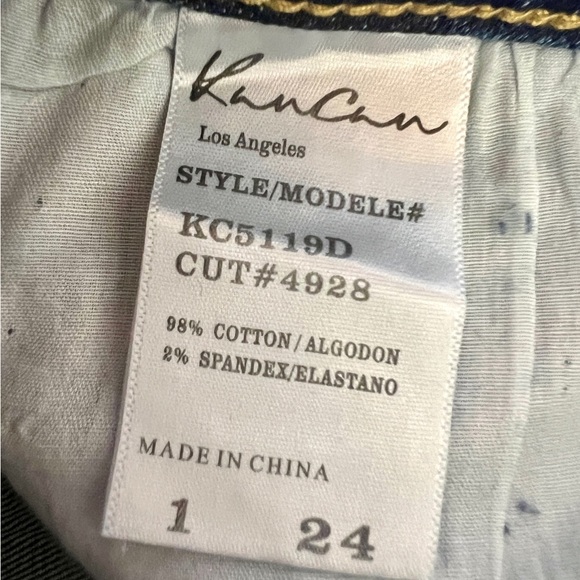 KanCan
Los Angeles
STYLE/MODELE#
KC5119D
CUT#4928
98% COTTON/ALGODON
2% SPANDEX/ELASTANO
MADE IN CHINA
1 24